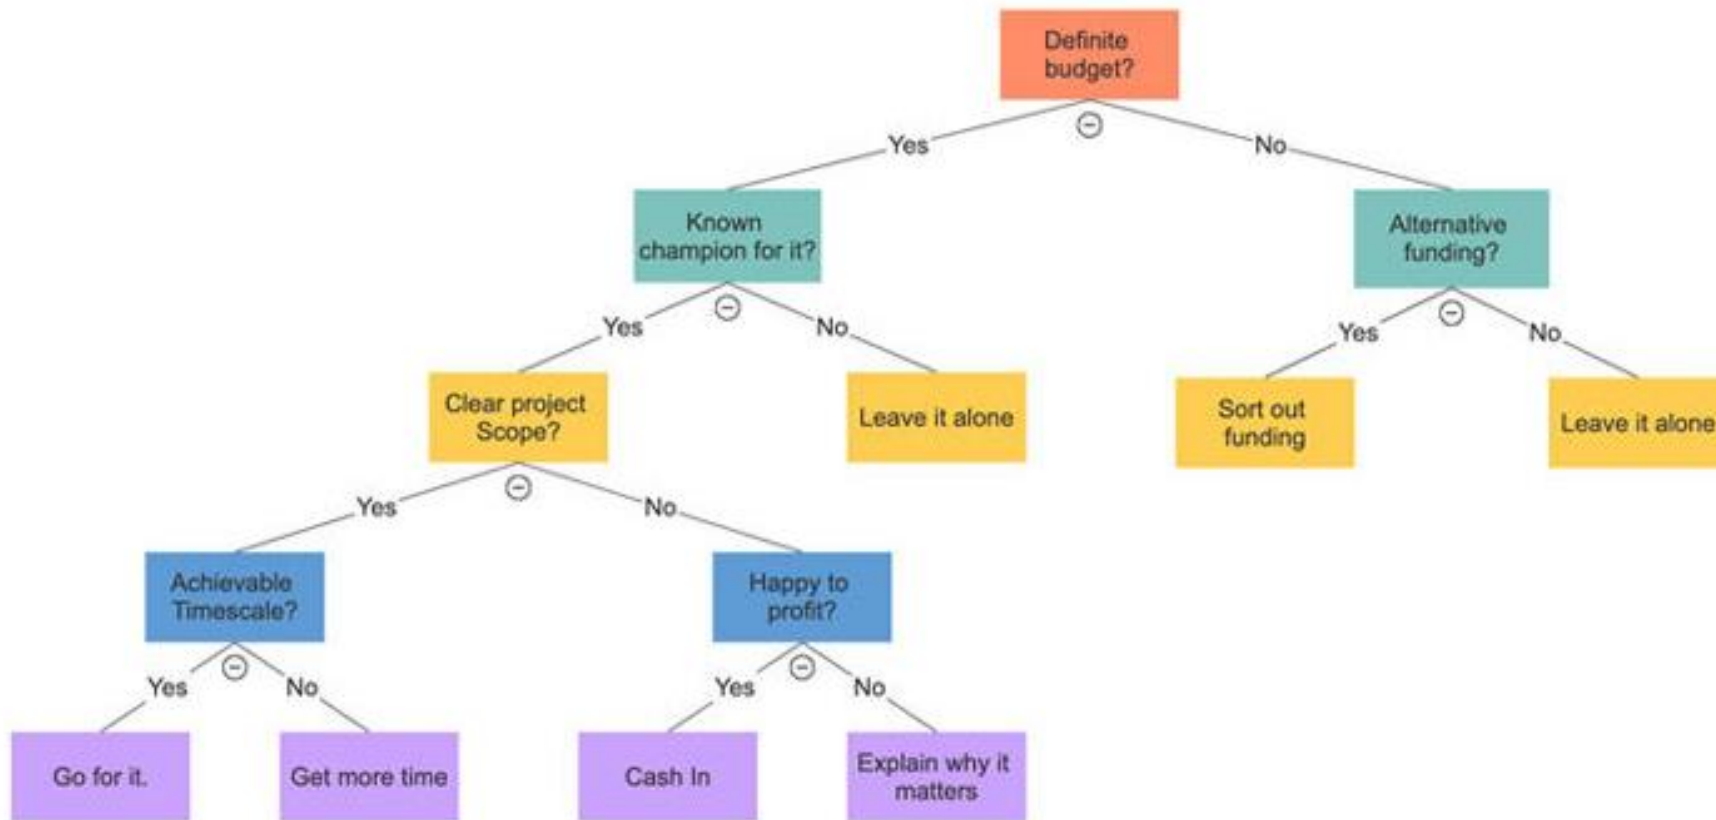 Definite
budget?
Yes
No
Known
champion for it?
Alternative
funding?
Yes
No
Yes
No
Clear project
Scope?
Leave it alone
Sort out
funding
Leave it alone
Yes
No
Achievable
Timescale?
Happy to
profit?
Yes
No
Yes
No
Go for it.
Get more time
Cash In
Explain why it
matters